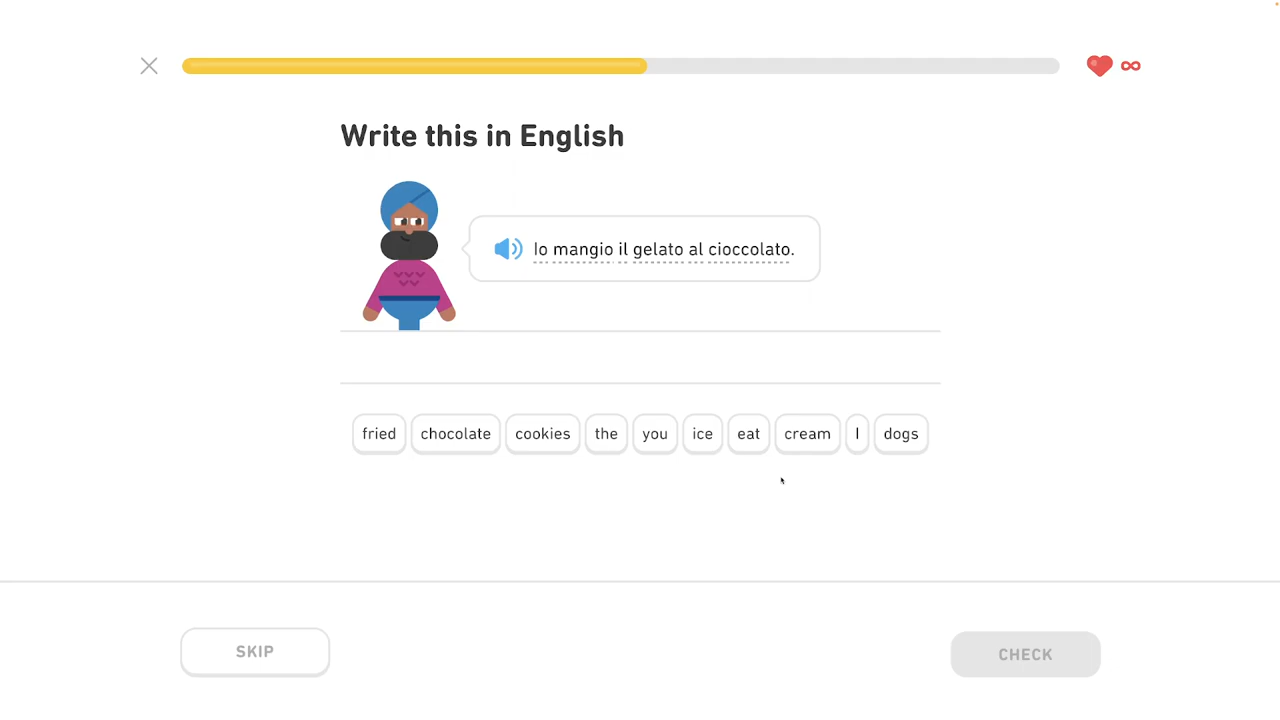 ∞
Write this in English
Io mangio il gelato al cioccolato.
fried chocolate cookies the you ice eat cream I dogs
SKIP CHECK